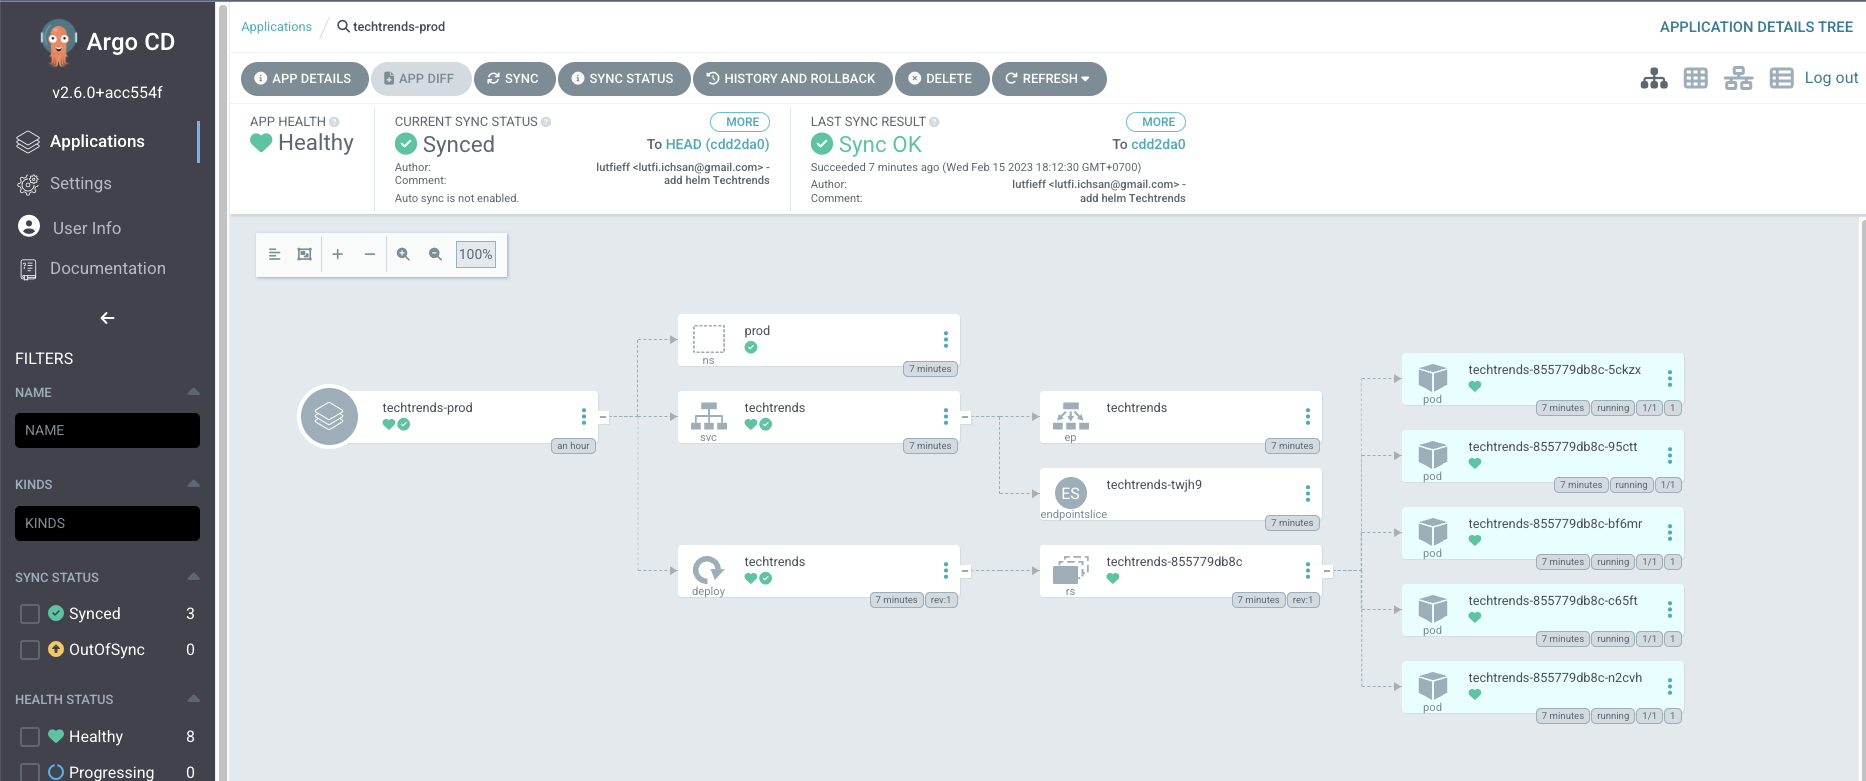 Argo CD
v2.6.0+acc554f
Applications
Settings
User Info
Documentation
FILTERS
NAME
NAME
KINDS
KINDS
SYNC STATUS
Synced 3
OutOfSync 0
HEALTH STATUS
Healthy 8
Progressing 0
Applications / techtrends-prod
APPLICATION DETAILS TREE
APP DETAILS APP DIFF SYNC SYNC STATUS HISTORY AND ROLLBACK DELETE REFRESH
Log out
APP HEALTH
Healthy
CURRENT SYNC STATUS MORE
Synced To HEAD (cdd2da0)
Author: lutfieff <lutfi.ichsan@gmail.com> -
Comment: add helm Techtrends
Auto sync is not enabled.
LAST SYNC RESULT MORE
Sync OK To cdd2da0
Succeeded 7 minutes ago (Wed Feb 15 2023 18:12:30 GMT+0700)
Author: lutfieff <lutfi.ichsan@gmail.com> -
Comment: add helm Techtrends
100%
techtrends-prod
an hour
prod
ns
7 minutes
techtrends
svc
7 minutes
techtrends
deploy
7 minutes rev:1
techtrends
ep
7 minutes
ES
techtrends-twjh9
endpointslice
7 minutes
techtrends-855779db8c
rs
7 minutes rev:1
techtrends-855779db8c-5ckzx
pod
7 minutes running 1/1 1
techtrends-855779db8c-95ctt
pod
7 minutes running 1/1
techtrends-855779db8c-bf6mr
pod
7 minutes running 1/1 1
techtrends-855779db8c-c65ft
pod
7 minutes running 1/1 1
techtrends-855779db8c-n2cvh
pod
7 minutes running 1/1 1